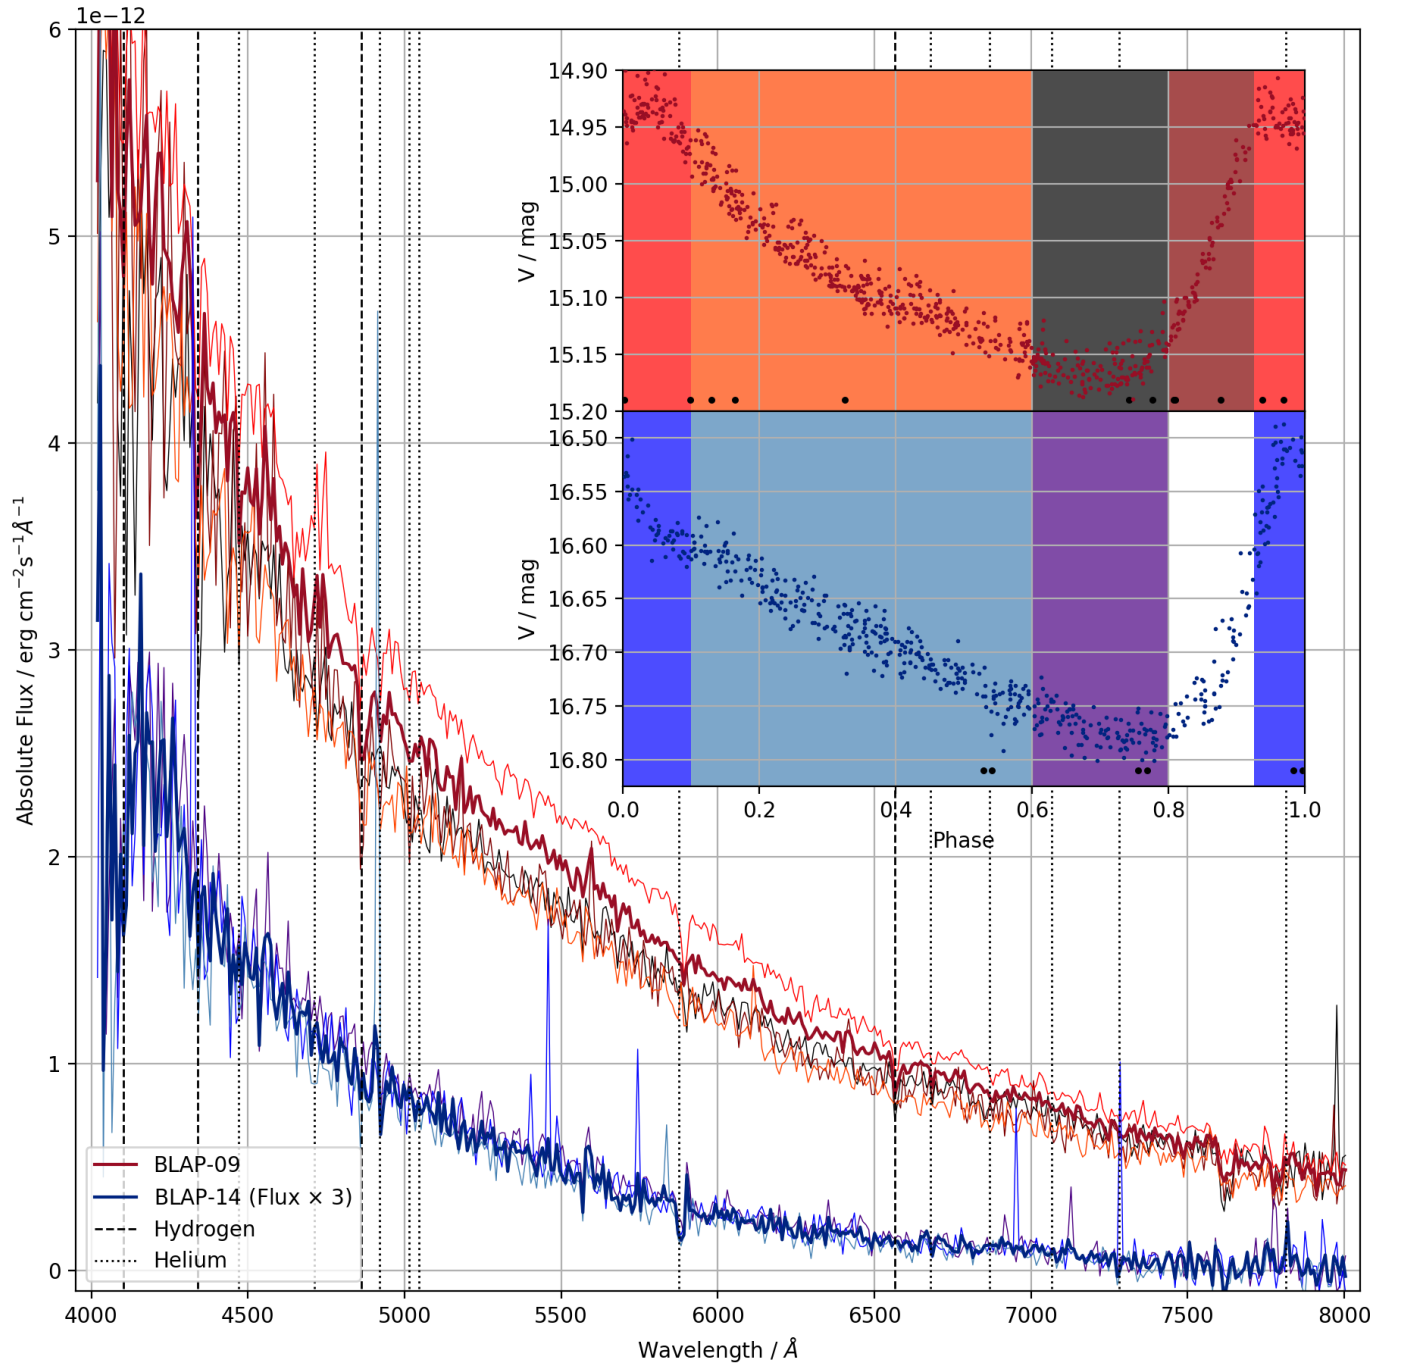 1e−12
6
5
4
3
2
1
0
Absolute Flux / erg cm−2s−1Å−1
4000 4500 5000 5500 6000 6500 7000 7500 8000
Wavelength / Å
14.90
14.95
15.00
15.05
15.10
15.15
15.20
V / mag
16.50
16.55
16.60
16.65
16.70
16.75
16.80
V / mag
0.0 0.2 0.4 0.6 0.8 1.0
Phase
BLAP-09
BLAP-14 (Flux × 3)
Hydrogen
Helium